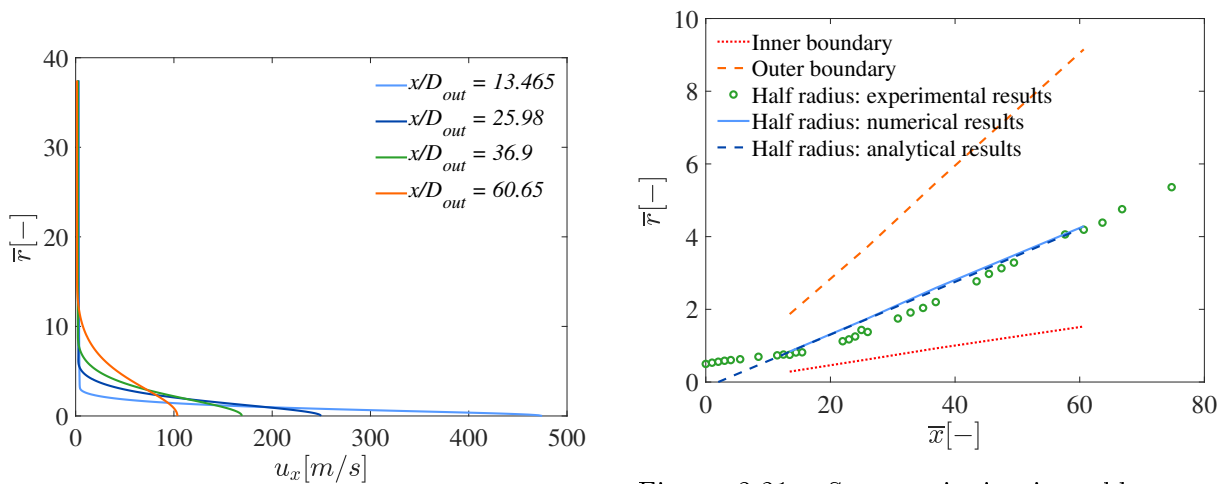 40
30
20
10
0
r̅[−]
0 100 200 300 400 500
u_x[m/s]
x/D_out = 13.465
x/D_out = 25.98
x/D_out = 36.9
x/D_out = 60.65
10
8
6
4
2
0
r̅[−]
0 20 40 60 80
x̅[−]
Inner boundary
Outer boundary
Half radius: experimental results
Half radius: numerical results
Half radius: analytical results